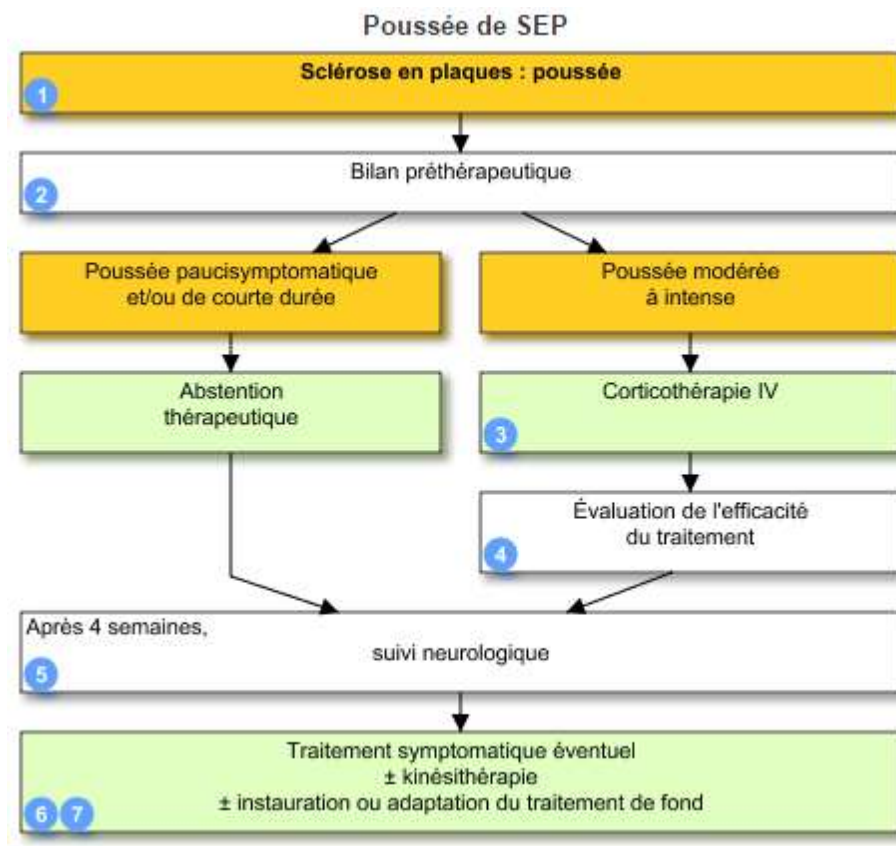 Poussée de SEP
Sclérose en plaques : poussée
1
Bilan préthérapeutique
2
Poussée paucisymptomatique
et/ou de courte durée
Poussée modérée
à intense
Abstention
thérapeutique
Corticothérapie IV
3
Évaluation de l'efficacité
du traitement
4
Après 4 semaines,
suivi neurologique
5
Traitement symptomatique éventuel
± kinésithérapie
± instauration ou adaptation du traitement de fond
6 7